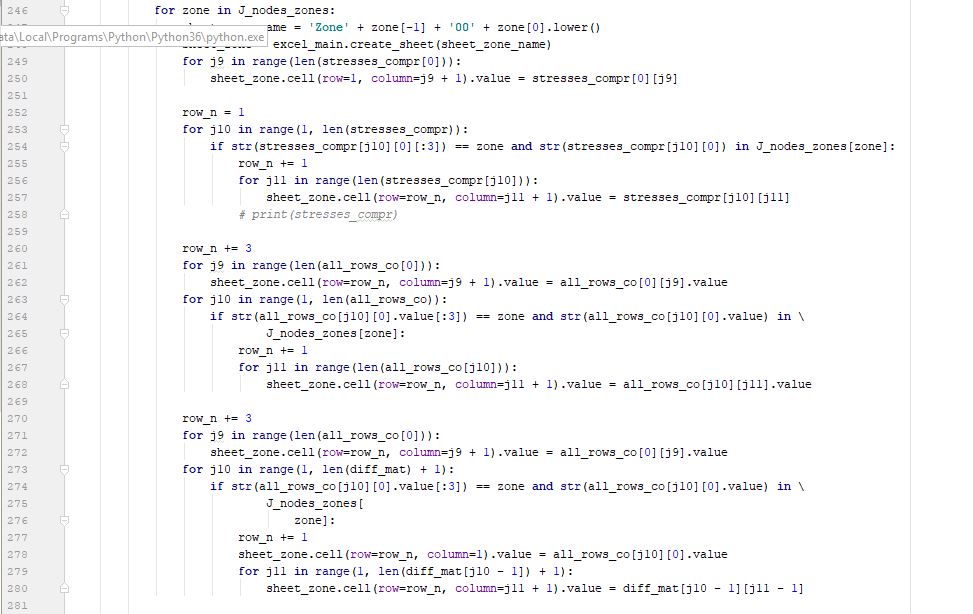 246 for zone in J_nodes_zones:
ame = 'Zone' + zone[-1] + '00' + zone[0].lower()
ata\Local\Programs\Python\Python36\python.exe
excel_main.create_sheet(sheet_zone_name)
249 for j9 in range(len(stresses_compr[0])):
250 sheet_zone.cell(row=1, column=j9 + 1).value = stresses_compr[0][j9]
251
252 row_n = 1
253 for j10 in range(1, len(stresses_compr)):
254 if str(stresses_compr[j10][0][:3]) == zone and str(stresses_compr[j10][0]) in J_nodes_zones[zone]:
255 row_n += 1
256 for j11 in range(len(stresses_compr[j10])):
257 sheet_zone.cell(row=row_n, column=j11 + 1).value = stresses_compr[j10][j11]
258 # print(stresses_compr)
259
260 row_n += 3
261 for j9 in range(len(all_rows_co[0])):
262 sheet_zone.cell(row=row_n, column=j9 + 1).value = all_rows_co[0][j9].value
263 for j10 in range(1, len(all_rows_co)):
264 if str(all_rows_co[j10][0].value[:3]) == zone and str(all_rows_co[j10][0].value) in \
265 J_nodes_zones[zone]:
266 row_n += 1
267 for j11 in range(len(all_rows_co[j10])):
268 sheet_zone.cell(row=row_n, column=j11 + 1).value = all_rows_co[j10][j11].value
269
270 row_n += 3
271 for j9 in range(len(all_rows_co[0])):
272 sheet_zone.cell(row=row_n, column=j9 + 1).value = all_rows_co[0][j9].value
273 for j10 in range(1, len(diff_mat) + 1):
274 if str(all_rows_co[j10][0].value[:3]) == zone and str(all_rows_co[j10][0].value) in \
275 J_nodes_zones[
276 zone]:
277 row_n += 1
278 sheet_zone.cell(row=row_n, column=1).value = all_rows_co[j10][0].value
279 for j11 in range(1, len(diff_mat[j10 - 1]) + 1):
280 sheet_zone.cell(row=row_n, column=j11 + 1).value = diff_mat[j10 - 1][j11 - 1]
281